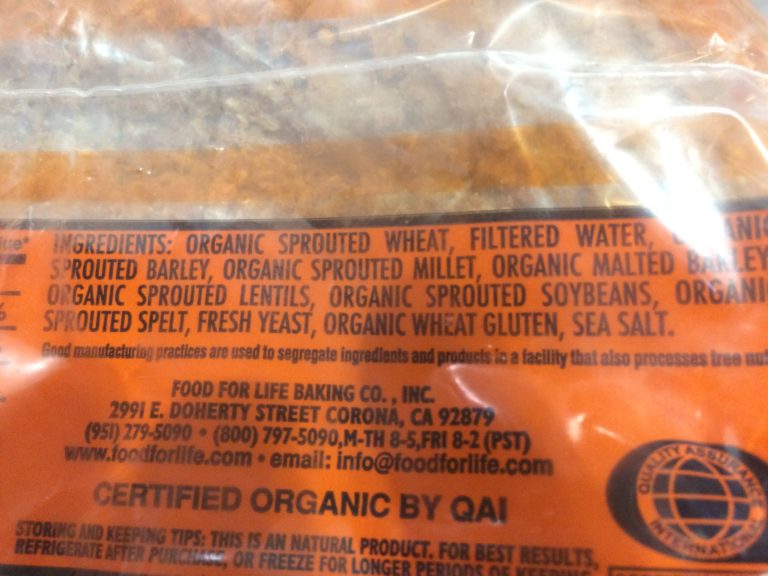 INGREDIENTS: ORGANIC SPROUTED WHEAT, FILTERED WATER,
SPROUTED BARLEY, ORGANIC SPROUTED MILLET, ORGANIC MALTED BARLEY
ORGANIC SPROUTED LENTILS, ORGANIC SPROUTED SOYBEANS, ORGANI
SPROUTED SPELT, FRESH YEAST, ORGANIC WHEAT GLUTEN, SEA SALT.
Good manufacturing practices are used to segregate ingredients and products in a facility that also processes tree nut
FOOD FOR LIFE BAKING CO. , INC.
2991 E. DOHERTY STREET CORONA, CA 92879
(951) 279-5090 • (800) 797-5090,M-TH 8-5,FRI 8-2 (PST)
www.foodforlife.com • email: info@foodforlife.com
CERTIFIED ORGANIC BY QAI
QUALITY ASSURANCE
INTERNATIONAL
STORING AND KEEPING TIPS: THIS IS AN NATURAL PRODUCT. FOR BEST RESULTS,
REFRIGERATE AFTER PURCHASE, OR FREEZE FOR LONGER PERIODS OF